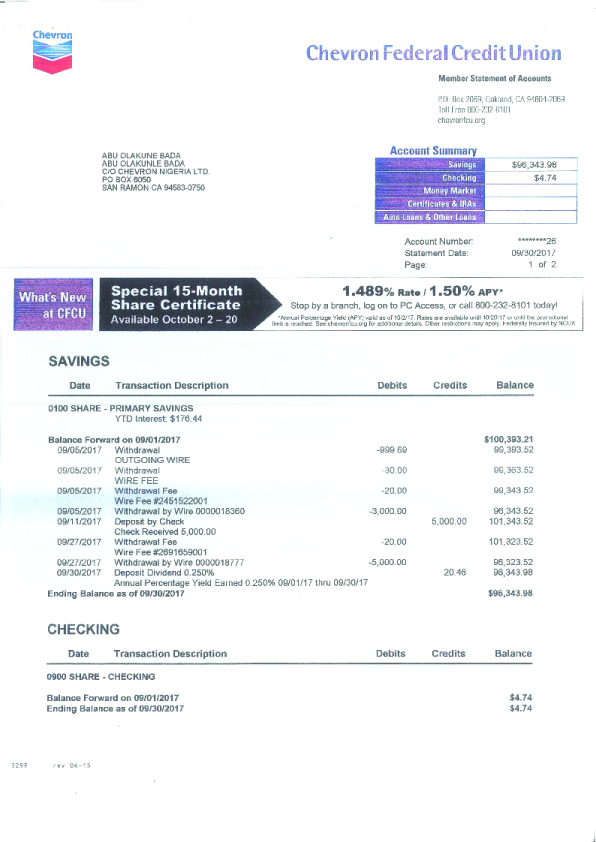 Chevron
Chevron Federal Credit Union
Member Statement of Accounts
P.O. Box 2069, Oakland, CA 94604-2069
Toll Free 800-232-8101
chevronfcu.org
ABU OLAKUNE BADA
ABU OLAKUNLE BADA
C/O CHEVRON NIGERIA LTD.
PO BOX 6050
SAN RAMON CA 94583-0750
Account Summary
Savings $96,343.98
Checking $4.74
Money Market
Certificates & IRAs
Auto Loans & Other Loans
Account Number: ********26
Statement Date: 09/30/2017
Page: 1 of 2
What's New at CFCU
Special 15-Month
Share Certificate
Available October 2 – 20
1.489% Rate / 1.50% APY*
Stop by a branch, log on to PC Access, or call 800-232-8101 today!
*Annual Percentage Yield (APY) valid as of 10/2/17. Rates are available until 10/20/17 or until the promotional
limit is reached. See chevronfcu.org for additional details. Other restrictions may apply. Federally insured by NCUA
SAVINGS
Date Transaction Description Debits Credits Balance
0100 SHARE - PRIMARY SAVINGS
YTD Interest: $176.44
Balance Forward on 09/01/2017 $100,393.21
09/05/2017 Withdrawal -999.69 99,393.52
OUTGOING WIRE
09/05/2017 Withdrawal -30.00 99,363.52
WIRE FEE
09/05/2017 Withdrawal Fee -20.00 99,343.52
Wire Fee #2451522001
09/05/2017 Withdrawal by Wire 0000018360 -3,000.00 96,343.52
09/11/2017 Deposit by Check 5,000.00 101,343.52
Check Received 5,000.00
09/27/2017 Withdrawal Fee -20.00 101,323.52
Wire Fee #2691659001
09/27/2017 Withdrawal by Wire 0000018777 -5,000.00 96,323.52
09/30/2017 Deposit Dividend 0.250% 20.46 96,343.98
Annual Percentage Yield Earned 0.250% 09/01/17 thru 09/30/17
Ending Balance as of 09/30/2017 $96,343.98
CHECKING
Date Transaction Description Debits Credits Balance
0900 SHARE - CHECKING
Balance Forward on 09/01/2017 $4.74
Ending Balance as of 09/30/2017 $4.74
3299 rev 06-15